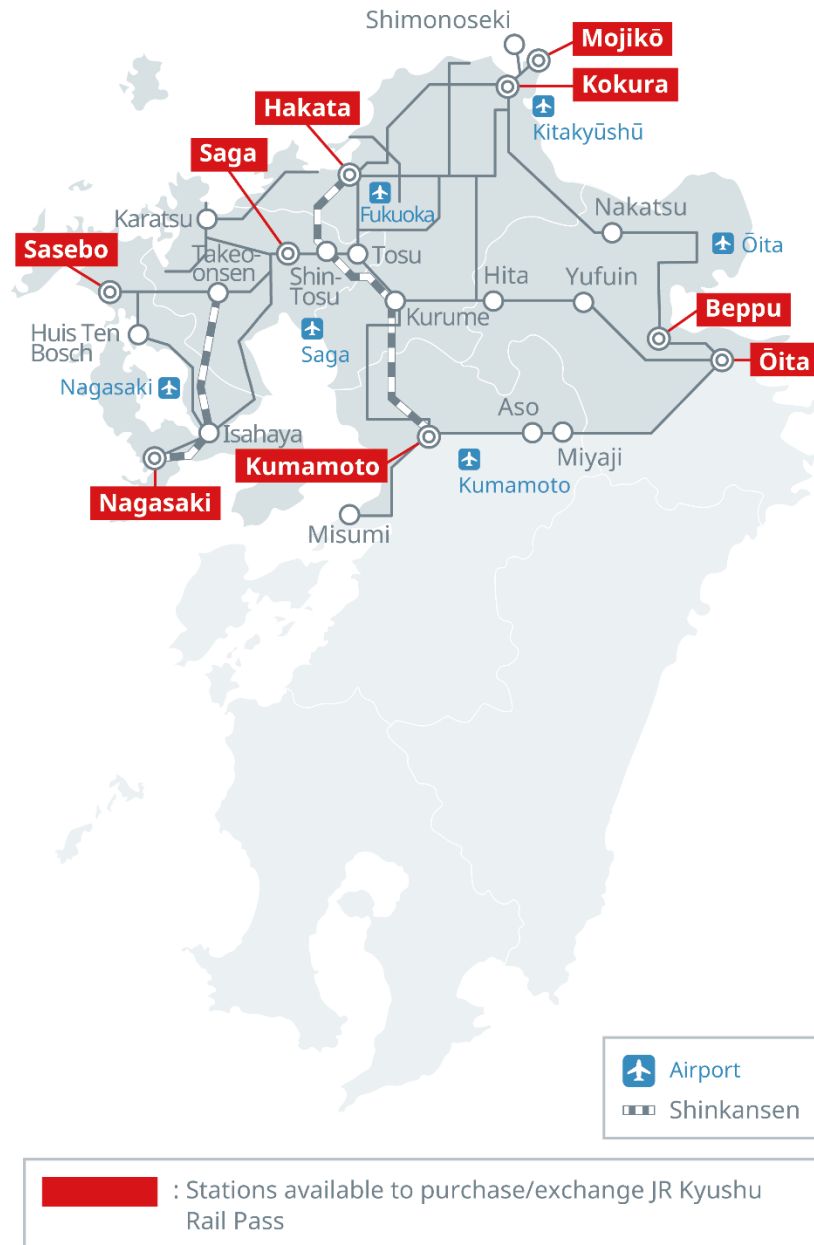 Shimonoseki
Mojikō
Kokura
Hakata
Kitakyūshū
Saga
Fukuoka
Karatsu
Nakatsu
Sasebo
Takeo-
onsen
Shin-
Tosu
Tosu
Ōita
Hita
Yufuin
Beppu
Huis Ten
Bosch
Kurume
Saga
Ōita
Nagasaki
Aso
Isahaya
Miyaji
Kumamoto
Kumamoto
Nagasaki
Misumi
Airport
Shinkansen
: Stations available to purchase/exchange JR Kyushu
Rail Pass